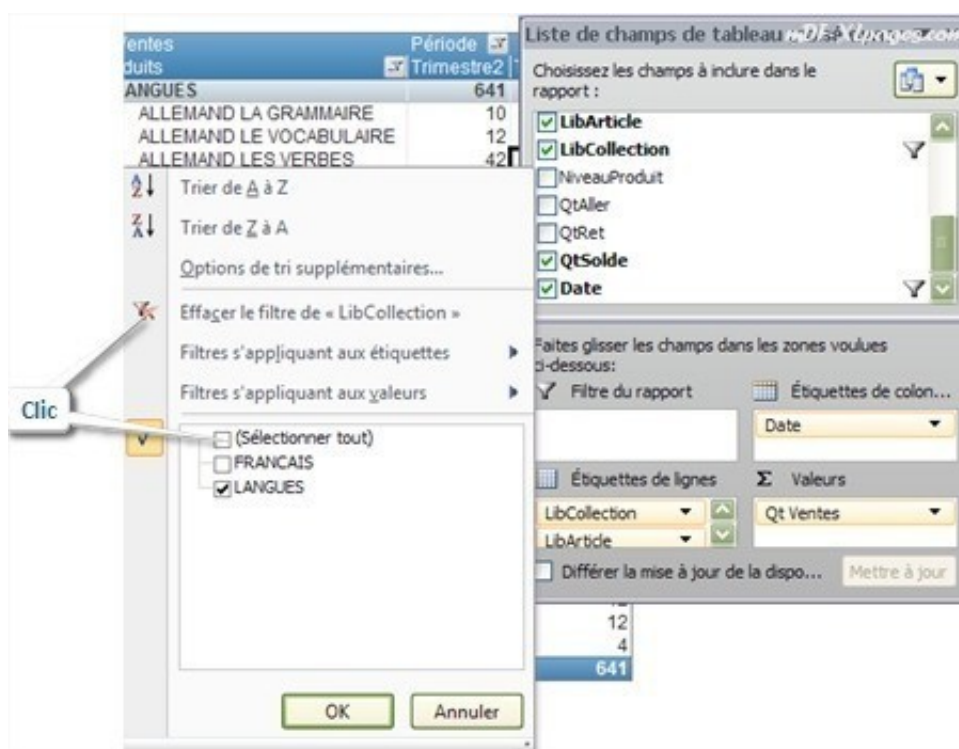 entes
duits
Période
Trimestre2
ANGUES 641
ALLEMAND LA GRAMMAIRE 10
ALLEMAND LE VOCABULAIRE 12
ALLEMAND LES VERBES 42
Trier de A à Z
Trier de Z à A
Options de tri supplémentaires...
Effacer le filtre de « LibCollection »
Filtres s'appliquant aux étiquettes
Filtres s'appliquant aux valeurs
Clic
(Sélectionner tout)
FRANCAIS
LANGUES
OK Annuler
Liste de champs de tableau
Choisissez les champs à inclure dans le
rapport :
LibArticle
LibCollection
NiveauProduit
QtAller
QtRet
QtSolde
Date
Faites glisser les champs dans les zones voulues
ci-dessous:
Filtre du rapport Étiquettes de colon...
Date
Étiquettes de lignes Σ Valeurs
LibCollection Qt Ventes
LibArticle
Différer la mise à jour de la dispo... Mettre à jour
12
12
4
641